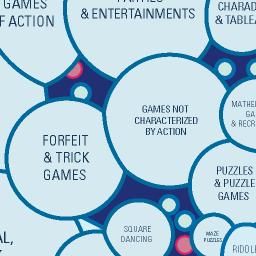 GAMES
F ACTION
PARTIES
& ENTERTAINMENTS
CHARAD
& TABLEA
GAMES NOT
CHARACTERIZED
BY ACTION
MATHE
GA
& RECR
FORFEIT
& TRICK
GAMES
PUZZLES
& PUZZLE
GAMES
SQUARE
DANCING
MAZE
PUZZLES
RIDDL
AL,